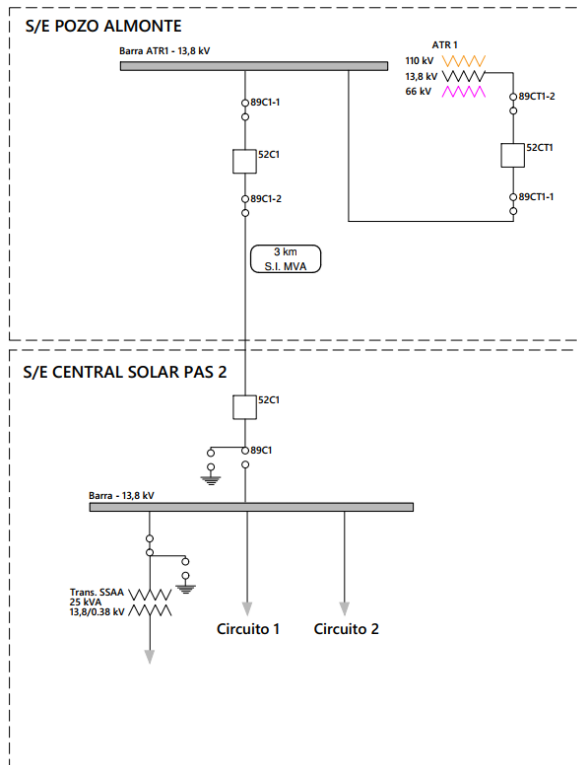 S/E POZO ALMONTE
Barra ATR1 - 13,8 kV
ATR 1
110 kV
13,8 kV
66 kV
89C1-1
89CT1-2
52C1
52CT1
89C1-2
89CT1-1
3 km
S.I. MVA
S/E CENTRAL SOLAR PAS 2
52C1
89C1
Barra - 13,8 kV
Trans. SSAA
25 kVA
13,8/0.38 kV
Circuito 1
Circuito 2